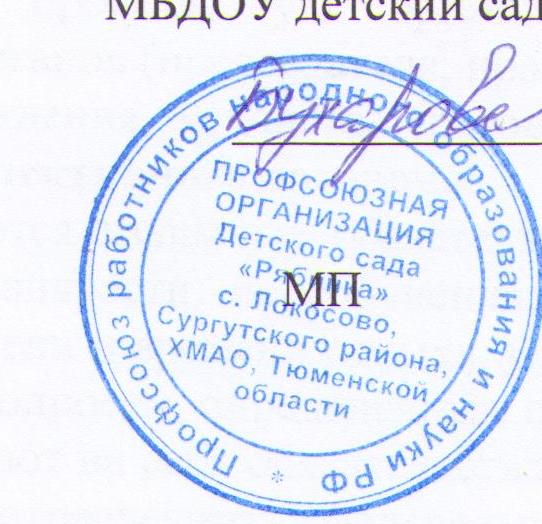 МБДОУ детский сад
Профсоюз работников народного образования и науки РФ *
ПРОФСОЮЗНАЯ
ОРГАНИЗАЦИЯ
Детского сада
«Рябинка»
МП
с. Локосово,
Сургутского района,
ХМАО, Тюменской
области